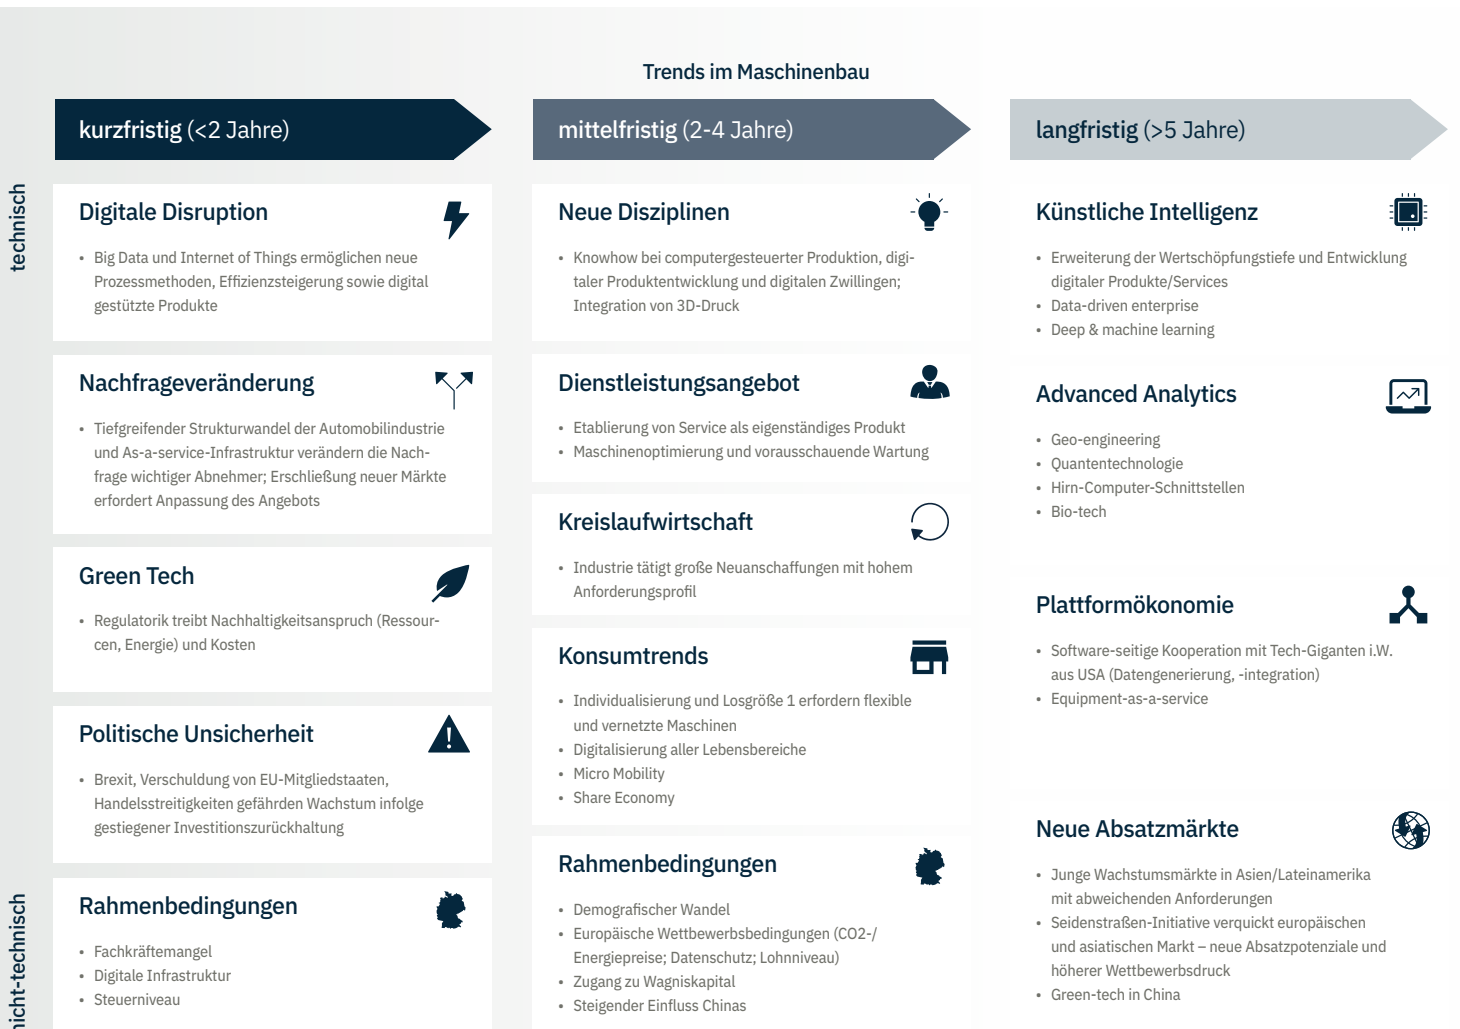 Trends im Maschinenbau
kurzfristig (<2 Jahre)
mittelfristig (2-4 Jahre)
langfristig (>5 Jahre)
technisch
Digitale Disruption
• Big Data und Internet of Things ermöglichen neue
Prozessmethoden, Effizienzsteigerung sowie digital
gestützte Produkte
Nachfrageveränderung
• Tiefgreifender Strukturwandel der Automobilindustrie
und As-a-service-Infrastruktur verändern die Nach-
frage wichtiger Abnehmer; Erschließung neuer Märkte
erfordert Anpassung des Angebots
Green Tech
• Regulatorik treibt Nachhaltigkeitsanspruch (Ressour-
cen, Energie) und Kosten
Politische Unsicherheit
• Brexit, Verschuldung von EU-Mitgliedstaaten,
Handelsstreitigkeiten gefährden Wachstum infolge
gestiegener Investitionszurückhaltung
Rahmenbedingungen
• Fachkräftemangel
• Digitale Infrastruktur
• Steuerniveau
nicht-technisch
Neue Disziplinen
• Knowhow bei computergesteuerter Produktion, digi-
taler Produktentwicklung und digitalen Zwillingen;
Integration von 3D-Druck
Dienstleistungsangebot
• Etablierung von Service als eigenständiges Produkt
• Maschinenoptimierung und vorausschauende Wartung
Kreislaufwirtschaft
• Industrie tätigt große Neuanschaffungen mit hohem
Anforderungsprofil
Konsumtrends
• Individualisierung und Losgröße 1 erfordern flexible
und vernetzte Maschinen
• Digitalisierung aller Lebensbereiche
• Micro Mobility
• Share Economy
Rahmenbedingungen
• Demografischer Wandel
• Europäische Wettbewerbsbedingungen (CO2-/
Energiepreise; Datenschutz; Lohnniveau)
• Zugang zu Wagniskapital
• Steigender Einfluss Chinas
Künstliche Intelligenz
• Erweiterung der Wertschöpfungstiefe und Entwicklung
digitaler Produkte/Services
• Data-driven enterprise
• Deep & machine learning
Advanced Analytics
• Geo-engineering
• Quantentechnologie
• Hirn-Computer-Schnittstellen
• Bio-tech
Plattformökonomie
• Software-seitige Kooperation mit Tech-Giganten i.W.
aus USA (Datengenerierung, -integration)
• Equipment-as-a-service
Neue Absatzmärkte
• Junge Wachstumsmärkte in Asien/Lateinamerika
mit abweichenden Anforderungen
• Seidenstraßen-Initiative verquickt europäischen
und asiatischen Markt – neue Absatzpotenziale und
höherer Wettbewerbsdruck
• Green-tech in China